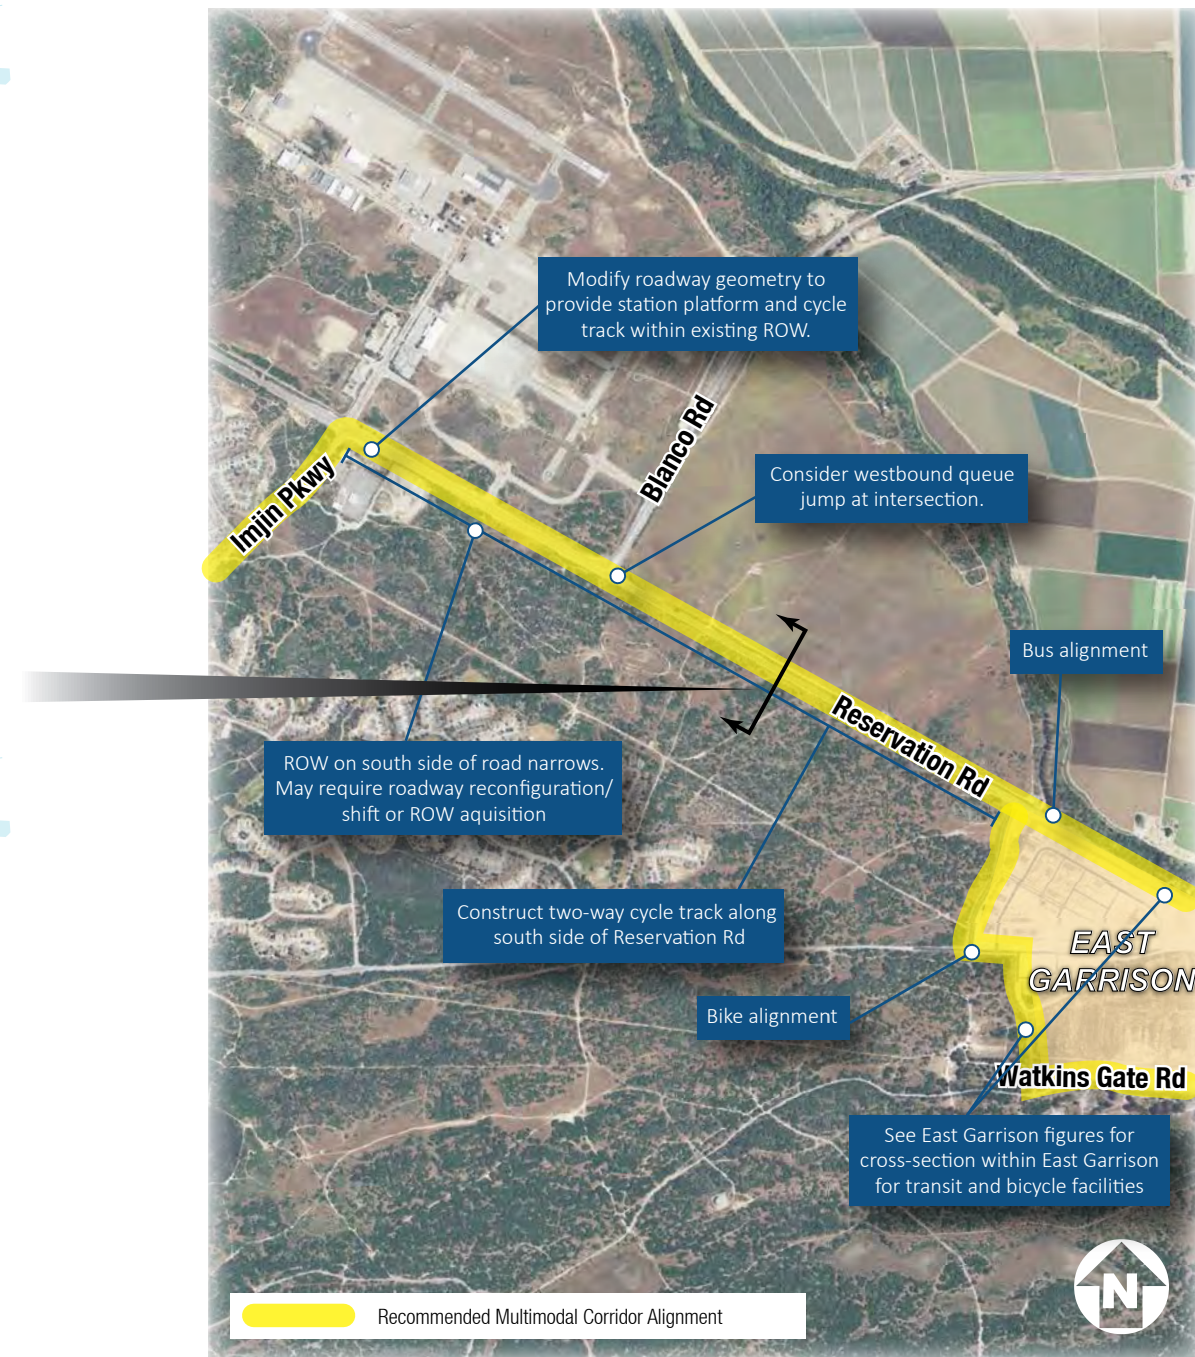 Modify roadway geometry to
provide station platform and cycle
track within existing ROW.
Blanco Rd
Imjin Pkwy
Consider westbound queue
jump at intersection.
Bus alignment
Reservation Rd
ROW on south side of road narrows.
May require roadway reconfiguration/
shift or ROW aquisition
Construct two-way cycle track along
south side of Reservation Rd
EAST
GARRISON
Bike alignment
Watkins Gate Rd
See East Garrison figures for
cross-section within East Garrison
for transit and bicycle facilities
N
Recommended Multimodal Corridor Alignment